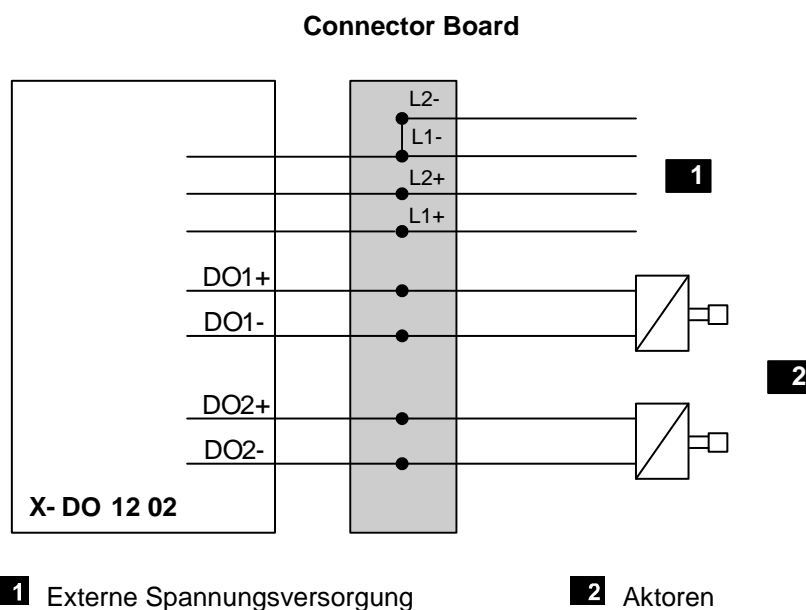 Connector Board
L2-
L1-
L2+
L1+
1
DO1+
DO1-
2
DO2+
DO2-
X- DO 12 02
1 Externe Spannungsversorgung
2 Aktoren